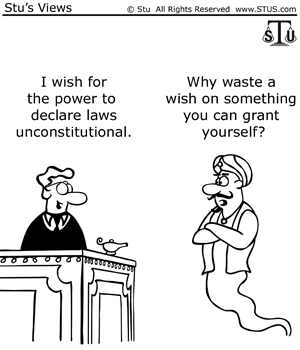 Stu's Views
© Stu All Rights Reserved www.STUS.com
STU
I wish for
the power to
declare laws
unconstitutional.
Why waste a
wish on something
you can grant
yourself?